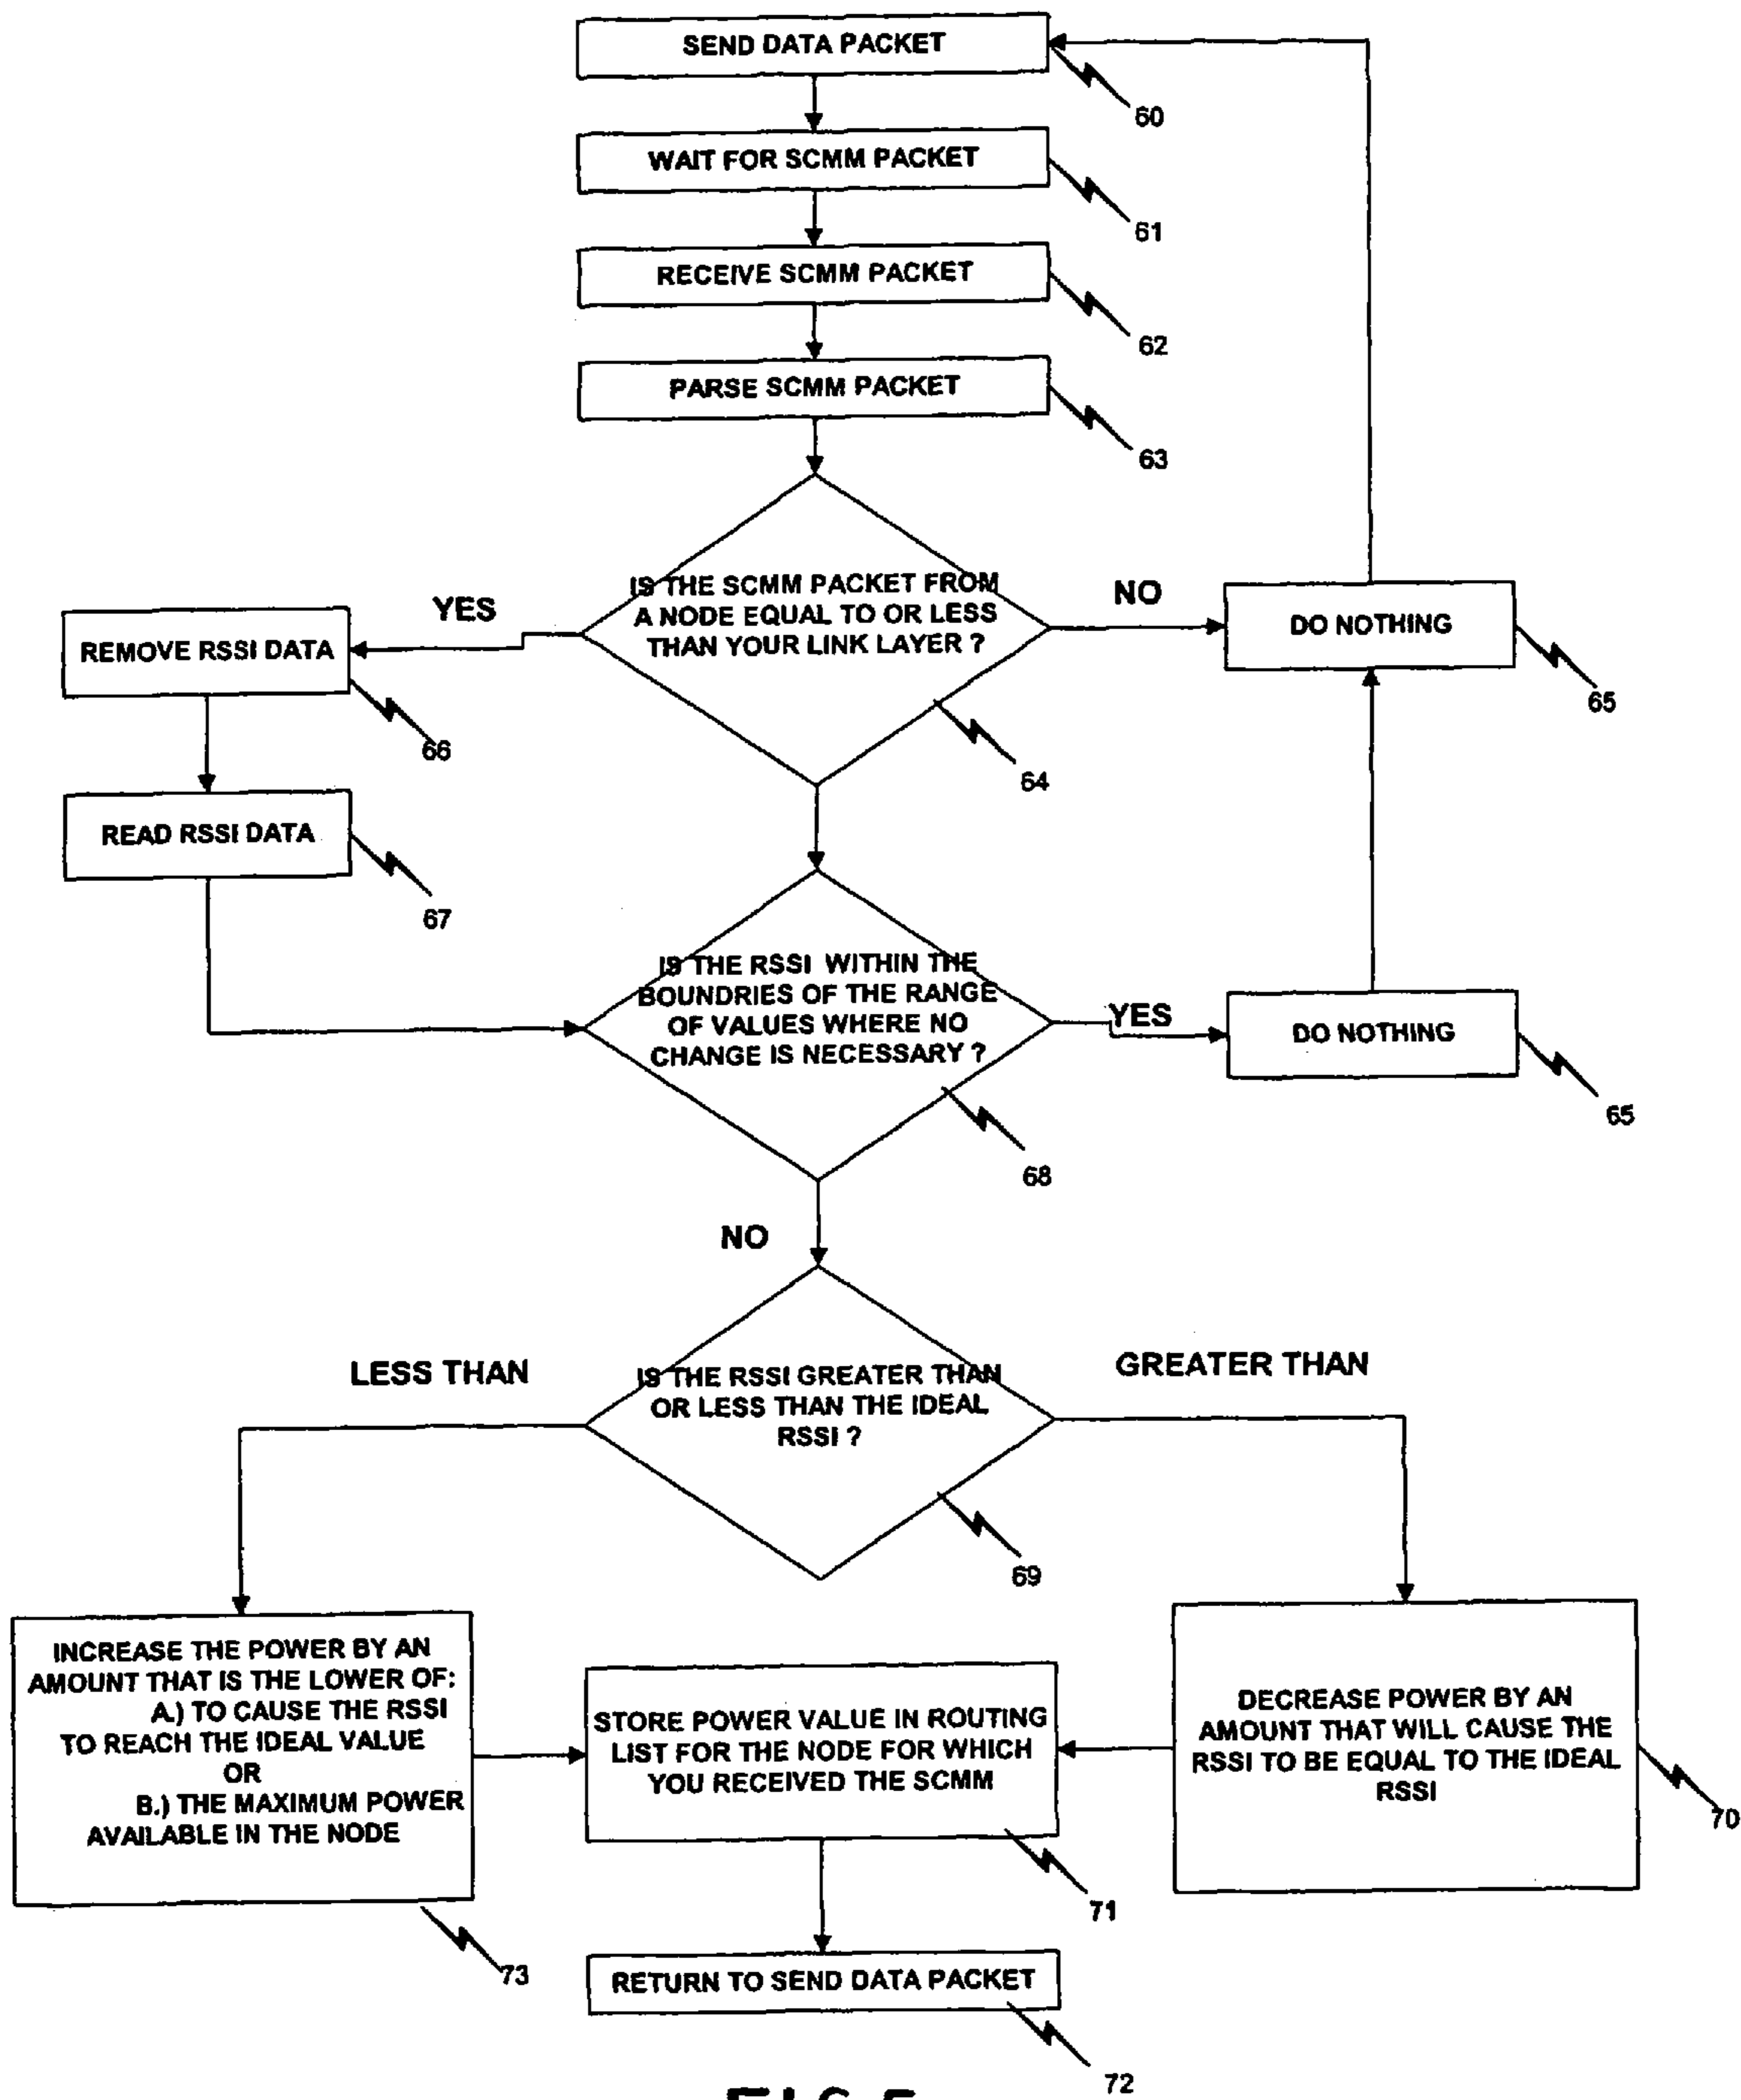 SEND DATA PACKET
60
WAIT FOR SCMM PACKET
61
RECEIVE SCMM PACKET
62
PARSE SCMM PACKET
63
IS THE SCMM PACKET FROM
A NODE EQUAL TO OR LESS
THAN YOUR LINK LAYER ?
64
YES
NO
DO NOTHING
65
REMOVE RSSI DATA
66
READ RSSI DATA
67
IS THE RSSI WITHIN THE
BOUNDRIES OF THE RANGE
OF VALUES WHERE NO
CHANGE IS NECESSARY ?
68
YES
DO NOTHING
65
NO
IS THE RSSI GREATER THAN
OR LESS THAN THE IDEAL
RSSI ?
69
LESS THAN
GREATER THAN
INCREASE THE POWER BY AN
AMOUNT THAT IS THE LOWER OF:
A.) TO CAUSE THE RSSI
TO REACH THE IDEAL VALUE
OR
B.) THE MAXIMUM POWER
AVAILABLE IN THE NODE
73
STORE POWER VALUE IN ROUTING
LIST FOR THE NODE FOR WHICH
YOU RECEIVED THE SCMM
71
DECREASE POWER BY AN
AMOUNT THAT WILL CAUSE THE
RSSI TO BE EQUAL TO THE IDEAL
RSSI
70
RETURN TO SEND DATA PACKET
72